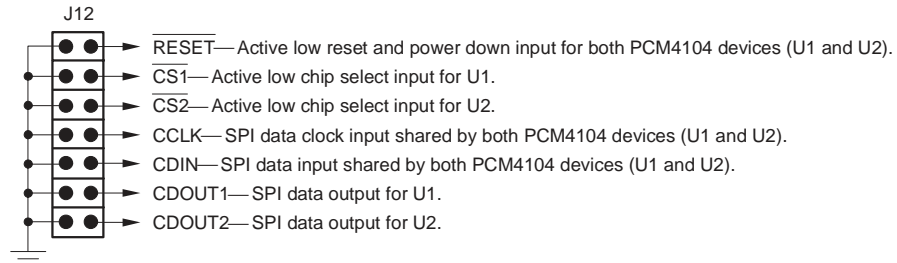 J12
RESET—Active low reset and power down input for both PCM4104 devices (U1 and U2).
CS1—Active low chip select input for U1.
CS2—Active low chip select input for U2.
CCLK—SPI data clock input shared by both PCM4104 devices (U1 and U2).
CDIN—SPI data input shared by both PCM4104 devices (U1 and U2).
CDOUT1—SPI data output for U1.
CDOUT2—SPI data output for U2.